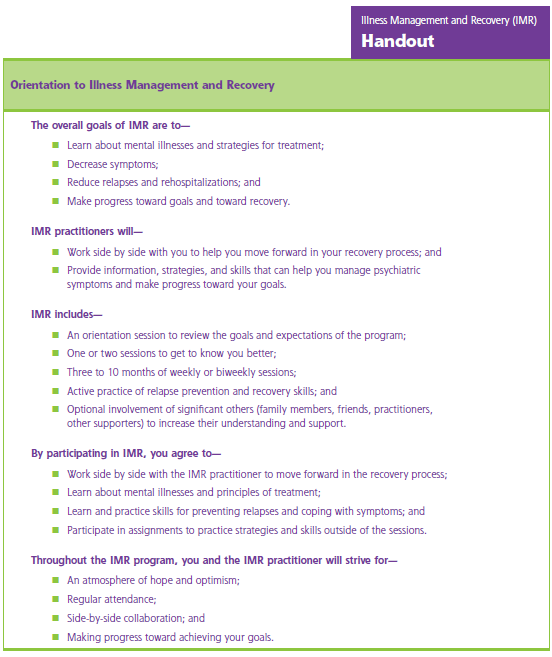 Illness Management and Recovery (IMR)
Handout
Orientation to Illness Management and Recovery
The overall goals of IMR are to—
Learn about mental illnesses and strategies for treatment;
Decrease symptoms;
Reduce relapses and rehospitalizations; and
Make progress toward goals and toward recovery.
IMR practitioners will—
Work side by side with you to help you move forward in your recovery process; and
Provide information, strategies, and skills that can help you manage psychiatric
symptoms and make progress toward your goals.
IMR includes—
An orientation session to review the goals and expectations of the program;
One or two sessions to get to know you better;
Three to 10 months of weekly or biweekly sessions;
Active practice of relapse prevention and recovery skills; and
Optional involvement of significant others (family members, friends, practitioners,
other supporters) to increase their understanding and support.
By participating in IMR, you agree to—
Work side by side with the IMR practitioner to move forward in the recovery process;
Learn about mental illnesses and principles of treatment;
Learn and practice skills for preventing relapses and coping with symptoms; and
Participate in assignments to practice strategies and skills outside of the sessions.
Throughout the IMR program, you and the IMR practitioner will strive for—
An atmosphere of hope and optimism;
Regular attendance;
Side-by-side collaboration; and
Making progress toward achieving your goals.